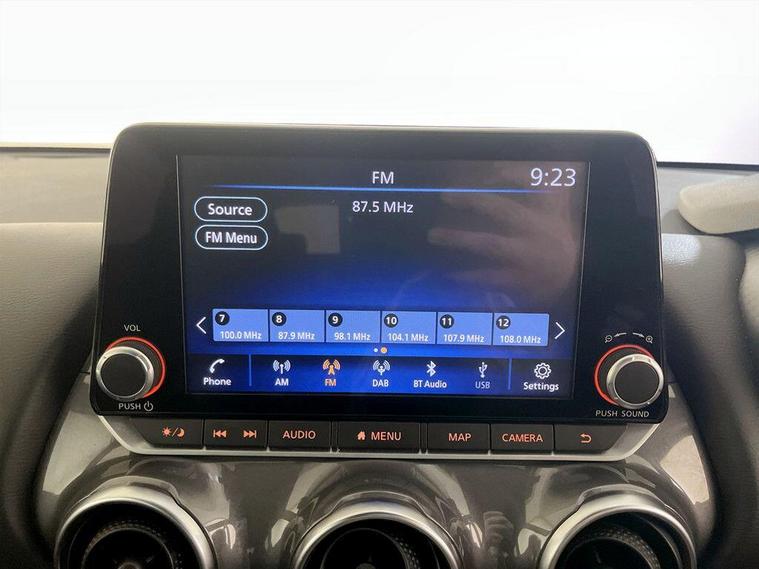 FM 9:23
Source 87.5 MHz
FM Menu
7 8 9 10 11 12
100.0 MHz 87.9 MHz 98.1 MHz 104.1 MHz 107.9 MHz 108.0 MHz
VOL
Phone AM FM DAB BT Audio USB Settings
PUSH PUSH SOUND
AUDIO MENU MAP CAMERA